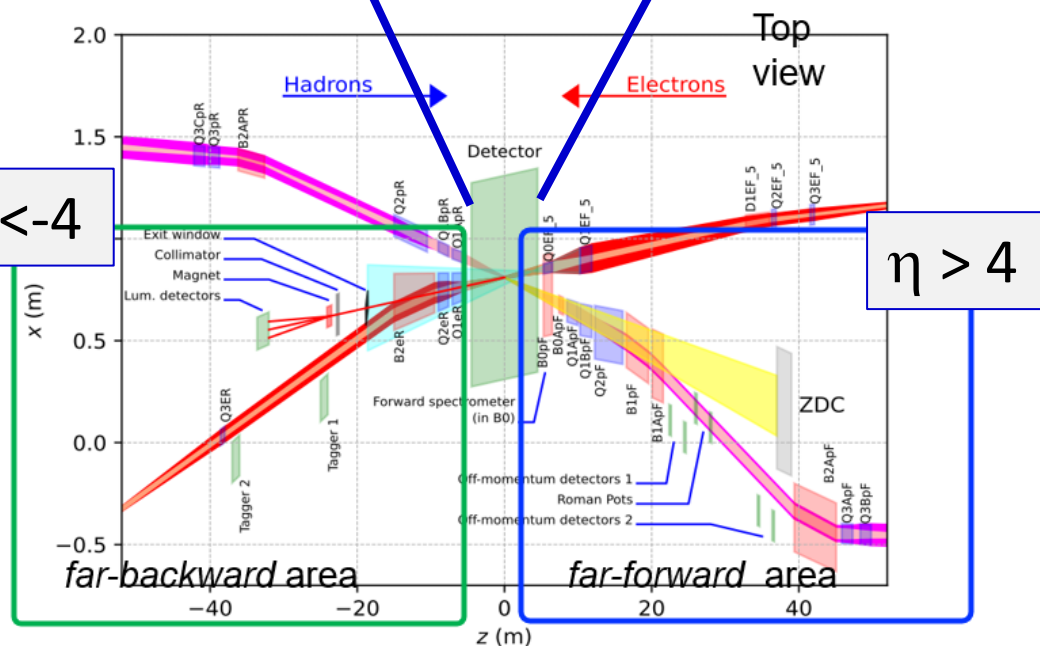 Top
view
2.0
Hadrons
Electrons
1.5
Q3CpR
Q3pR
B2APR
Detector
Q2pR
Q1BpR
D1EF_5
Q2EF_5
Q3EF_5
Q0EF_5
Q1EF_5
<-4
η > 4
Exit window
Collimator
Magnet
Lum. detectors
x (m)
0.5
B2eR
Q2eR
Q1eR
B0pF
B0ApF
Q1ApF
Q1BpF
Q2pF
B1pF
B1ApF
Forward spectrometer
(in B0)
ZDC
Q3ER
0.0
Tagger 1
Tagger 2
B2ApF
Q3ApF
Q3BpF
Off-momentum detectors 1
Roman Pots
Off-momentum detectors 2
−0.5
far-backward area
far-forward area
−40
−20
0
20
40
z (m)